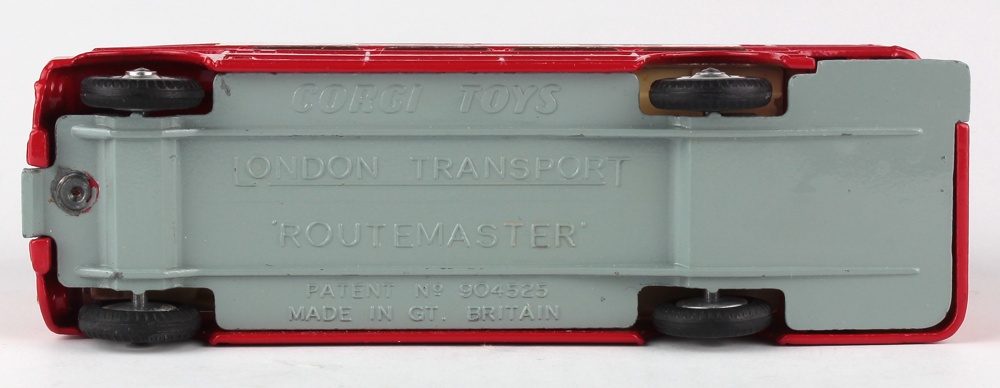 CORGI TOYS
LONDON TRANSPORT
'ROUTEMASTER'
PATENT Nº 904525
MADE IN GT. BRITAIN